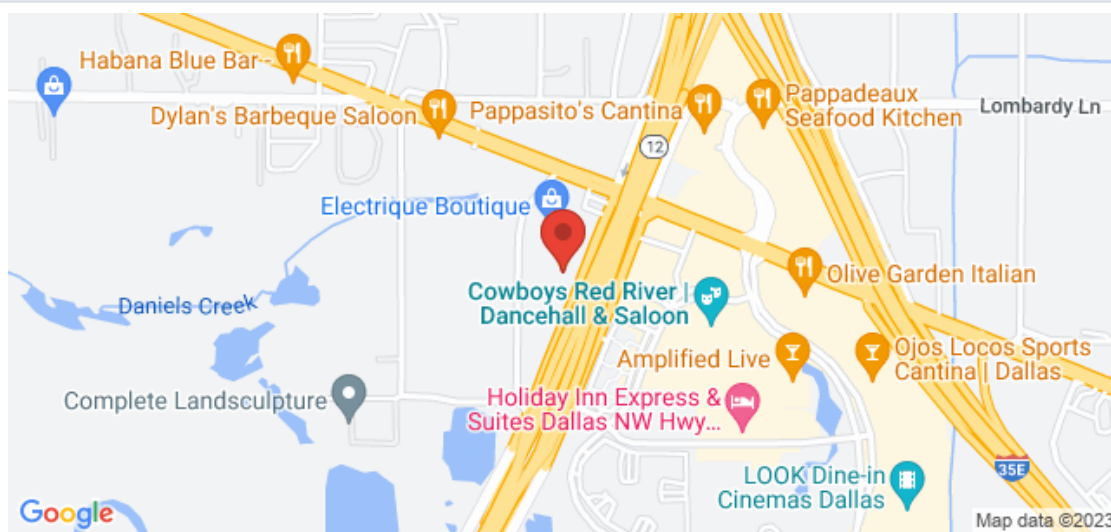 Habana Blue Bar
Dylan's Barbeque Saloon
Pappasito's Cantina
Pappadeaux
Seafood Kitchen
Lombardy Ln
12
Electrique Boutique
Olive Garden Italian
Daniels Creek
Cowboys Red River |
Dancehall & Saloon
Amplified Live
Ojos Locos Sports
Cantina | Dallas
Complete Landsculpture
Holiday Inn Express &
Suites Dallas NW Hwy...
35E
LOOK Dine-in
Cinemas Dallas
Google
Map data ©2023